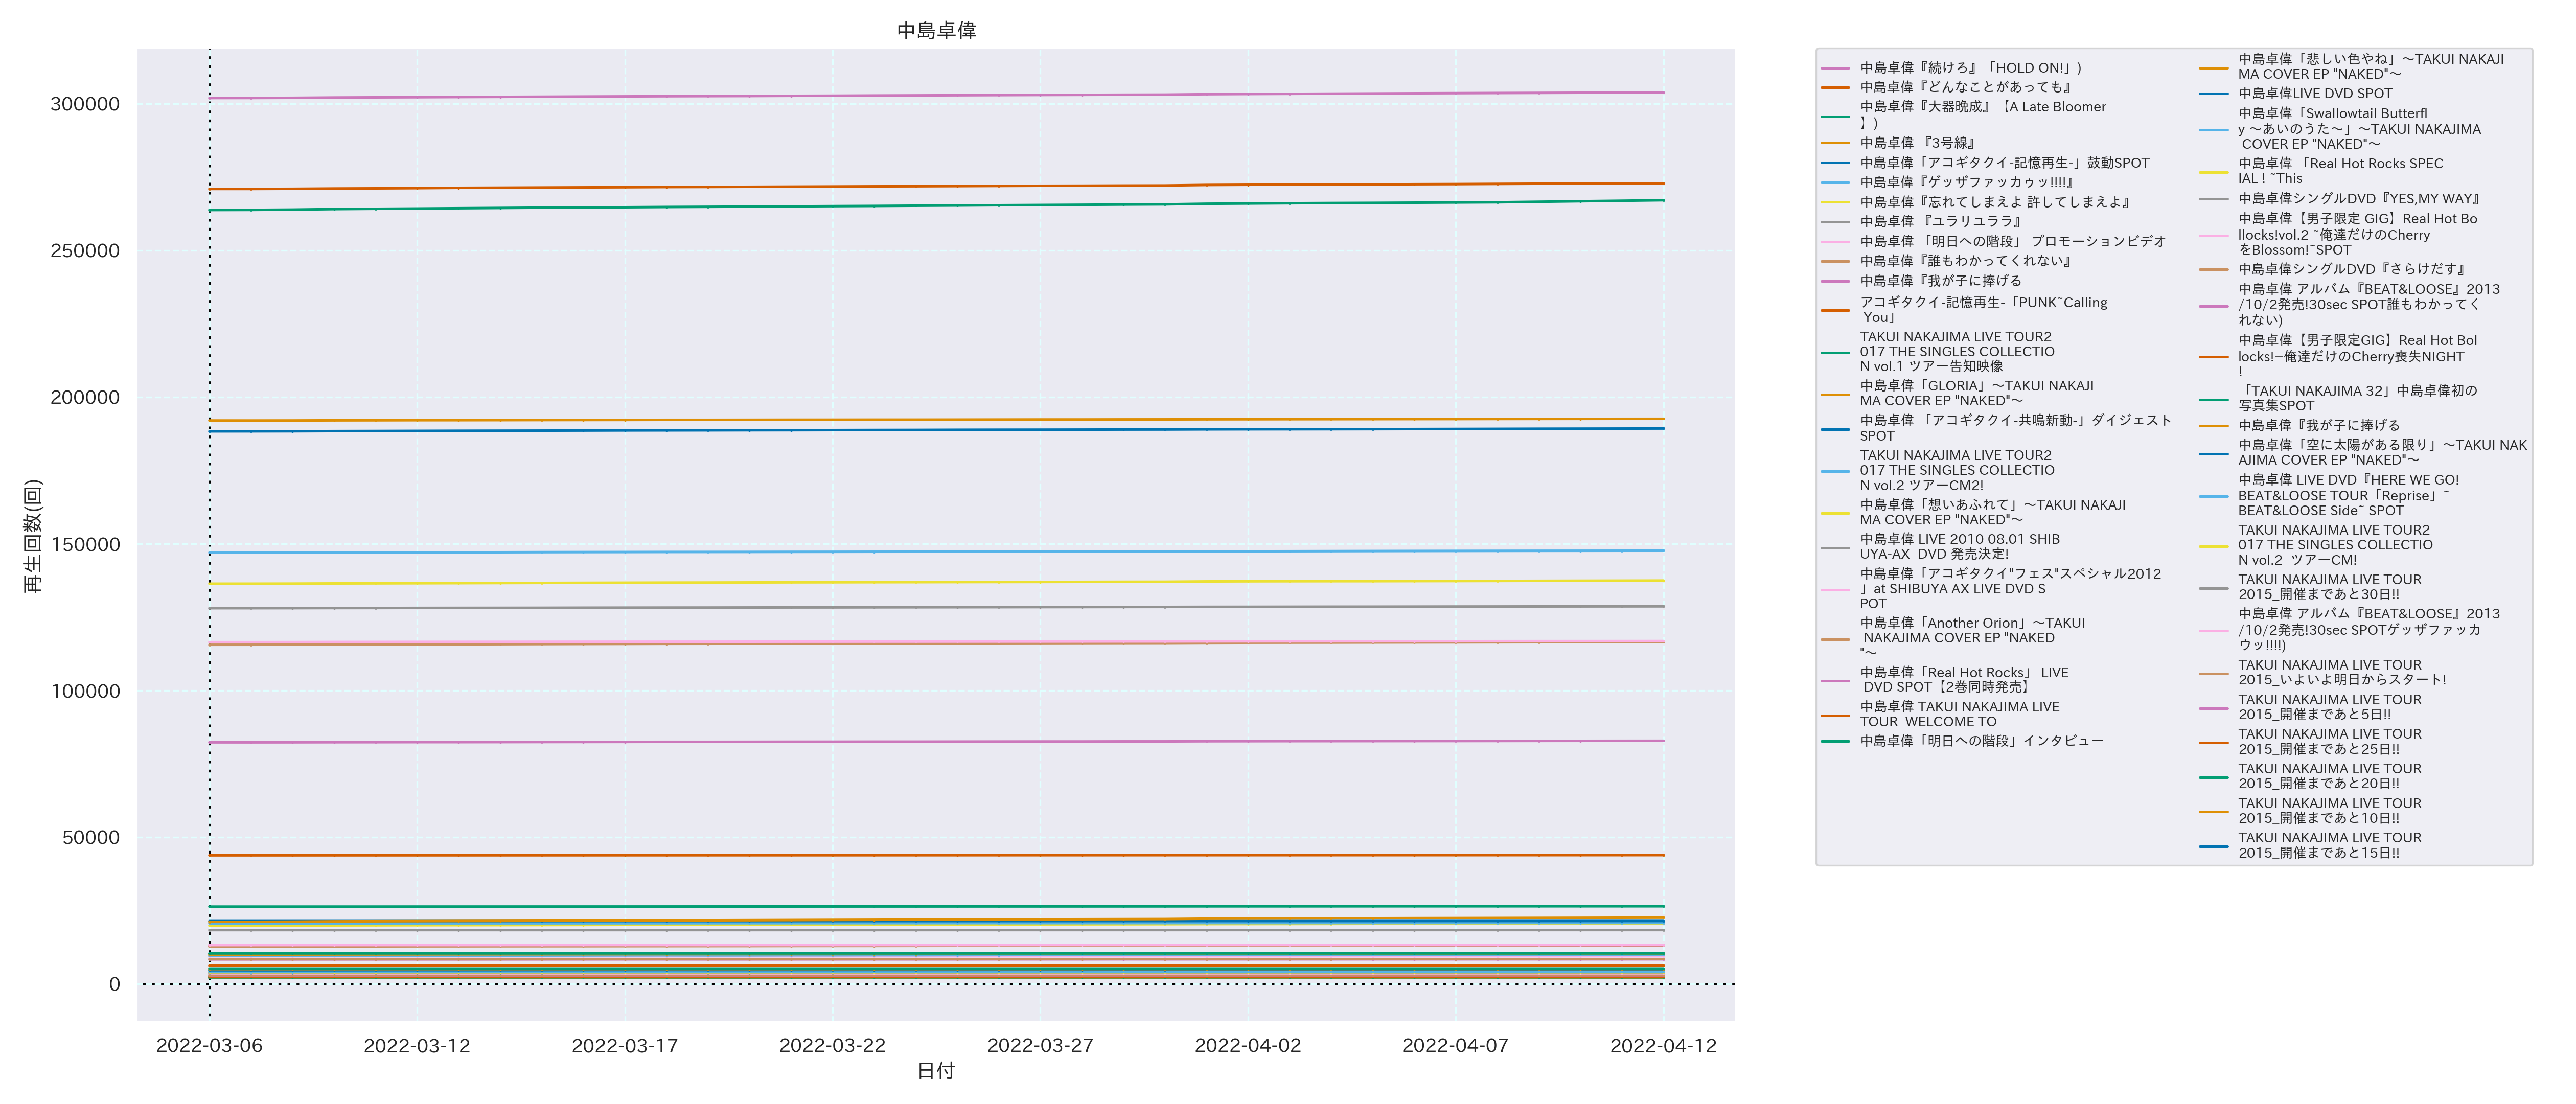 中島卓偉
300000
250000
200000
150000
100000
50000
0
再生回数(回)
2022-03-06
2022-03-12
2022-03-17
2022-03-22
2022-03-27
2022-04-02
2022-04-07
2022-04-12
日付
中島卓偉『続けろ』「HOLD ON!」)
中島卓偉『どんなことがあっても』
中島卓偉『大器晩成』【A Late Bloomer
】)
中島卓偉 『3号線』
中島卓偉「アコギタクイ-記憶再生-」鼓動SPOT
中島卓偉『ゲッザファッカゥッ!!!!』
中島卓偉『忘れてしまえよ 許してしまえよ』
中島卓偉 『ユラリユララ』
中島卓偉 「明日への階段」 プロモーションビデオ
中島卓偉『誰もわかってくれない』
中島卓偉『我が子に捧げる
アコギタクイ-記憶再生-「PUNK~Calling
You」
TAKUI NAKAJIMA LIVE TOUR2
017 THE SINGLES COLLECTIO
N vol.1 ツアー告知映像
中島卓偉「GLORIA」〜TAKUI NAKAJI
MA COVER EP "NAKED"〜
中島卓偉 「アコギタクイ-共鳴新動-」ダイジェスト
SPOT
TAKUI NAKAJIMA LIVE TOUR2
017 THE SINGLES COLLECTIO
N vol.2 ツアーCM2!
中島卓偉「想いあふれて」〜TAKUI NAKAJI
MA COVER EP "NAKED"〜
中島卓偉 LIVE 2010 08.01 SHIB
UYA-AX  DVD 発売決定!
中島卓偉「アコギタクイ"フェス"スペシャル2012
」at SHIBUYA AX LIVE DVD S
POT
中島卓偉「Another Orion」〜TAKUI
NAKAJIMA COVER EP "NAKED
"〜
中島卓偉「Real Hot Rocks」 LIVE
DVD SPOT【2巻同時発売】
中島卓偉 TAKUI NAKAJIMA LIVE
TOUR  WELCOME TO
中島卓偉「明日への階段」インタビュー
中島卓偉「悲しい色やね」〜TAKUI NAKAJI
MA COVER EP "NAKED"〜
中島卓偉LIVE DVD SPOT
中島卓偉「Swallowtail Butterfl
y 〜あいのうた〜」〜TAKUI NAKAJIMA
COVER EP "NAKED"〜
中島卓偉 「Real Hot Rocks SPEC
IAL ! ~This
中島卓偉シングルDVD『YES,MY WAY』
中島卓偉【男子限定 GIG】Real Hot Bo
llocks!vol.2 ~俺達だけのCherry
をBlossom!~SPOT
中島卓偉シングルDVD『さらけだす』
中島卓偉 アルバム『BEAT&LOOSE』2013
/10/2発売!30sec SPOT誰もわかってく
れない)
中島卓偉【男子限定GIG】Real Hot Bol
locks!−俺達だけのCherry喪失NIGHT
!
「TAKUI NAKAJIMA 32」中島卓偉初の
写真集SPOT
中島卓偉『我が子に捧げる
中島卓偉「空に太陽がある限り」〜TAKUI NAK
AJIMA COVER EP "NAKED"〜
中島卓偉 LIVE DVD『HERE WE GO!
BEAT&LOOSE TOUR「Reprise」~
BEAT&LOOSE Side~ SPOT
TAKUI NAKAJIMA LIVE TOUR2
017 THE SINGLES COLLECTIO
N vol.2  ツアーCM!
TAKUI NAKAJIMA LIVE TOUR
2015_開催まであと30日!!
中島卓偉 アルバム『BEAT&LOOSE』2013
/10/2発売!30sec SPOTゲッザファッカ
ウッ!!!!)
TAKUI NAKAJIMA LIVE TOUR
2015_いよいよ明日からスタート!
TAKUI NAKAJIMA LIVE TOUR
2015_開催まであと5日!!
TAKUI NAKAJIMA LIVE TOUR
2015_開催まであと25日!!
TAKUI NAKAJIMA LIVE TOUR
2015_開催まであと20日!!
TAKUI NAKAJIMA LIVE TOUR
2015_開催まであと10日!!
TAKUI NAKAJIMA LIVE TOUR
2015_開催まであと15日!!